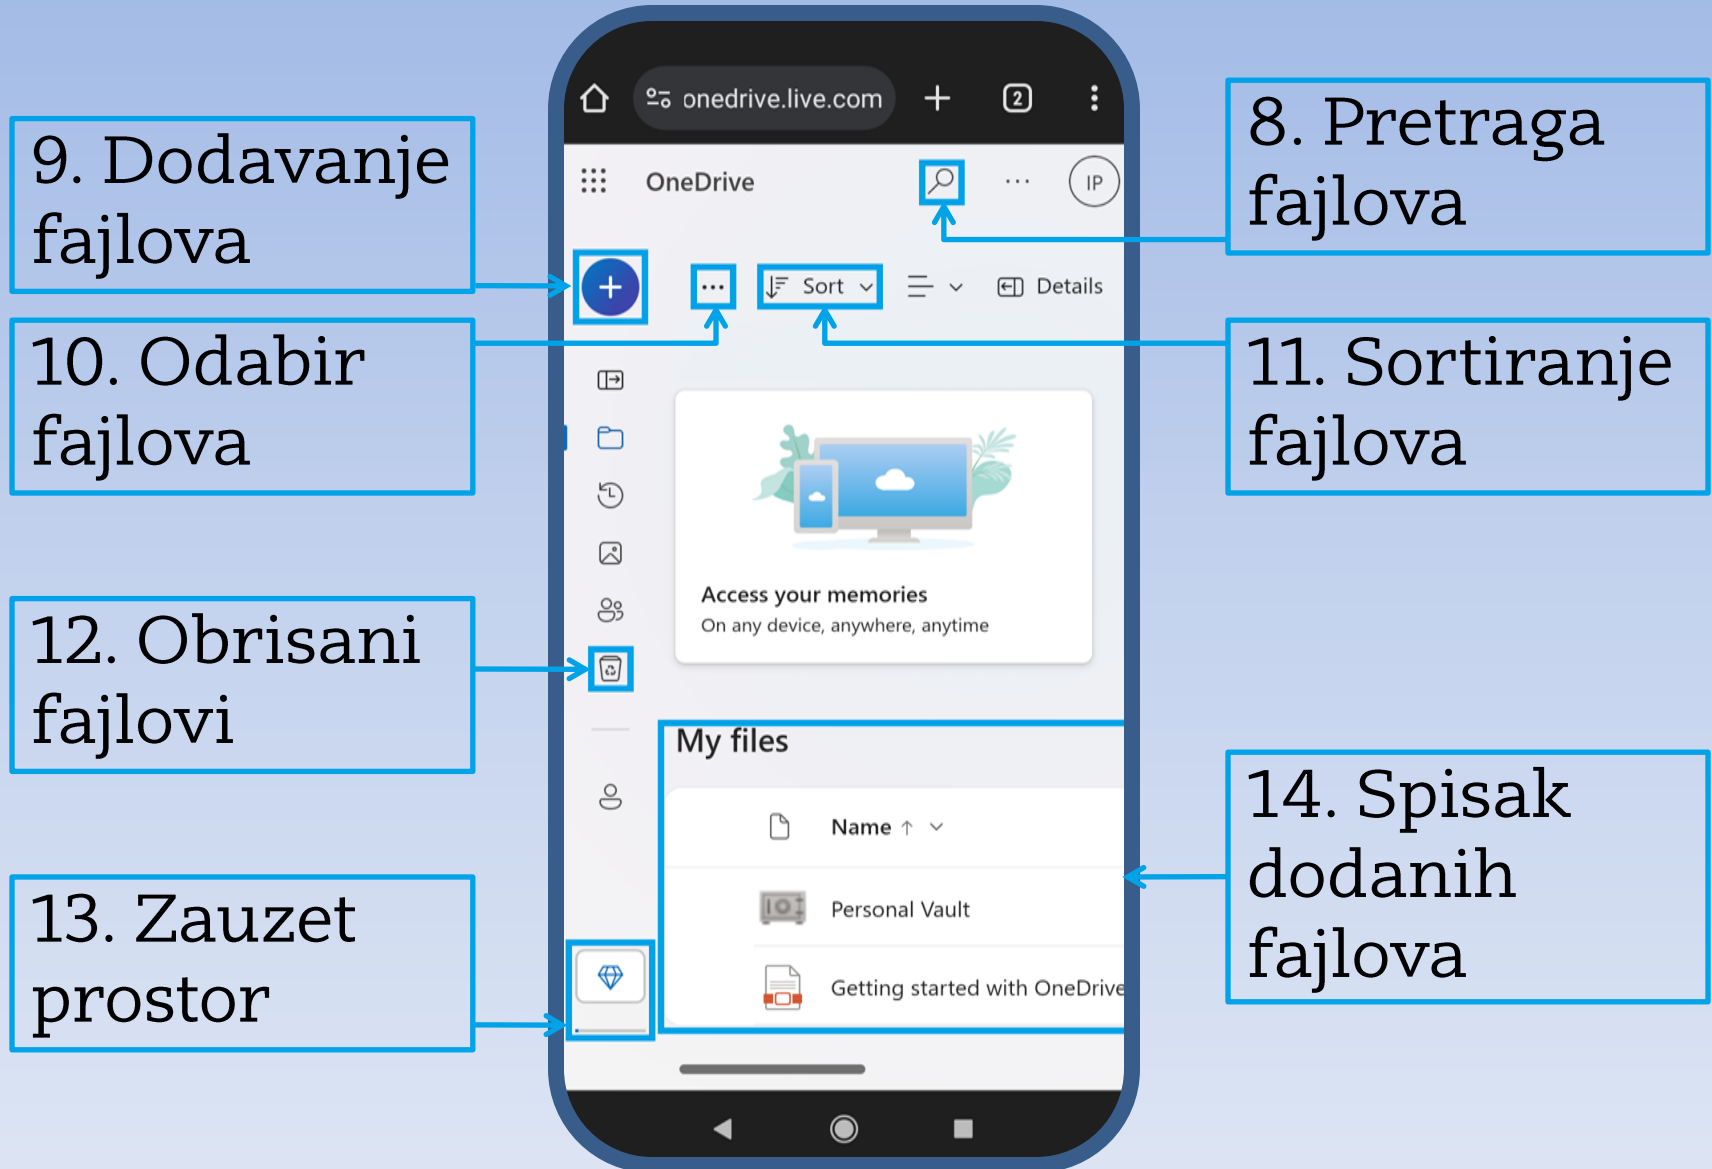 onedrive.live.com
2
8. Pretraga
fajlova
9. Dodavanje
fajlova
OneDrive
IP
Sort
Details
10. Odabir
fajlova
11. Sortiranje
fajlova
Access your memories
On any device, anywhere, anytime
12. Obrisani
fajlovi
My files
Name
Personal Vault
Getting started with OneDrive
13. Zauzet
prostor
14. Spisak
dodanih
fajlova